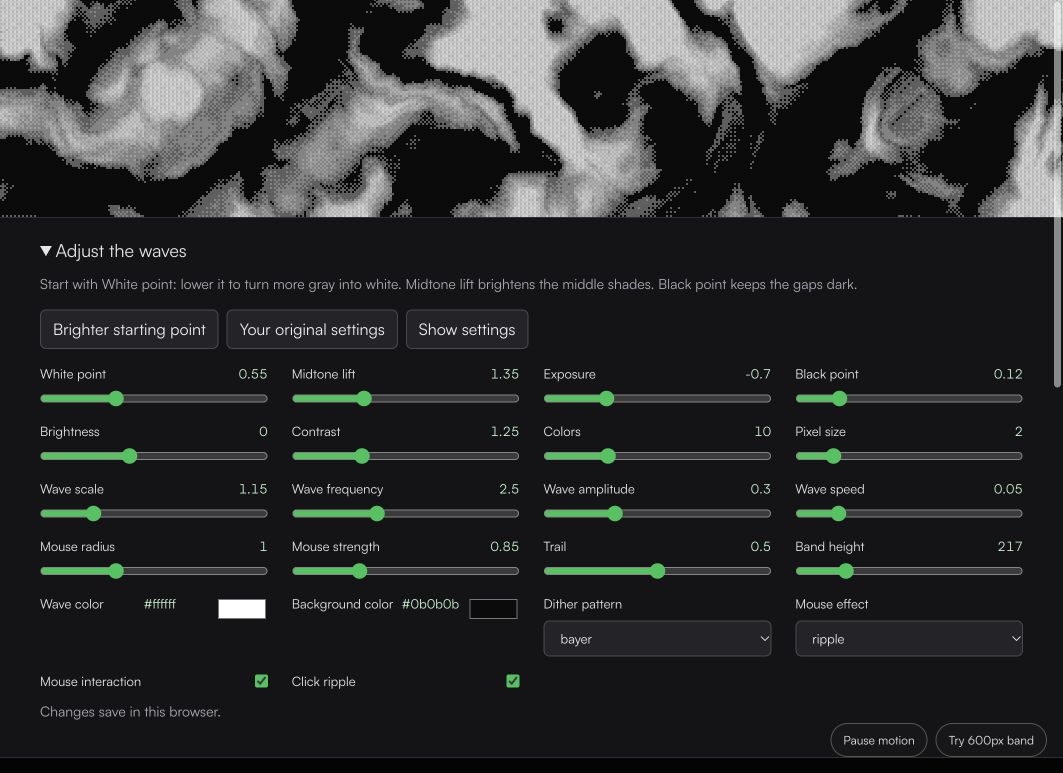 Adjust the waves
Start with White point: lower it to turn more gray into white. Midtone lift brightens the middle shades. Black point keeps the gaps dark.
Brighter starting point Your original settings Show settings
White point 0.55 Midtone lift 1.35 Exposure -0.7 Black point 0.12
Brightness 0 Contrast 1.25 Colors 10 Pixel size 2
Wave scale 1.15 Wave frequency 2.5 Wave amplitude 0.3 Wave speed 0.05
Mouse radius 1 Mouse strength 0.85 Trail 0.5 Band height 217
Wave color #ffffff Background color #0b0b0b Dither pattern Mouse effect
bayer ripple
Mouse interaction Click ripple
Changes save in this browser.
Pause motion Try 600px band